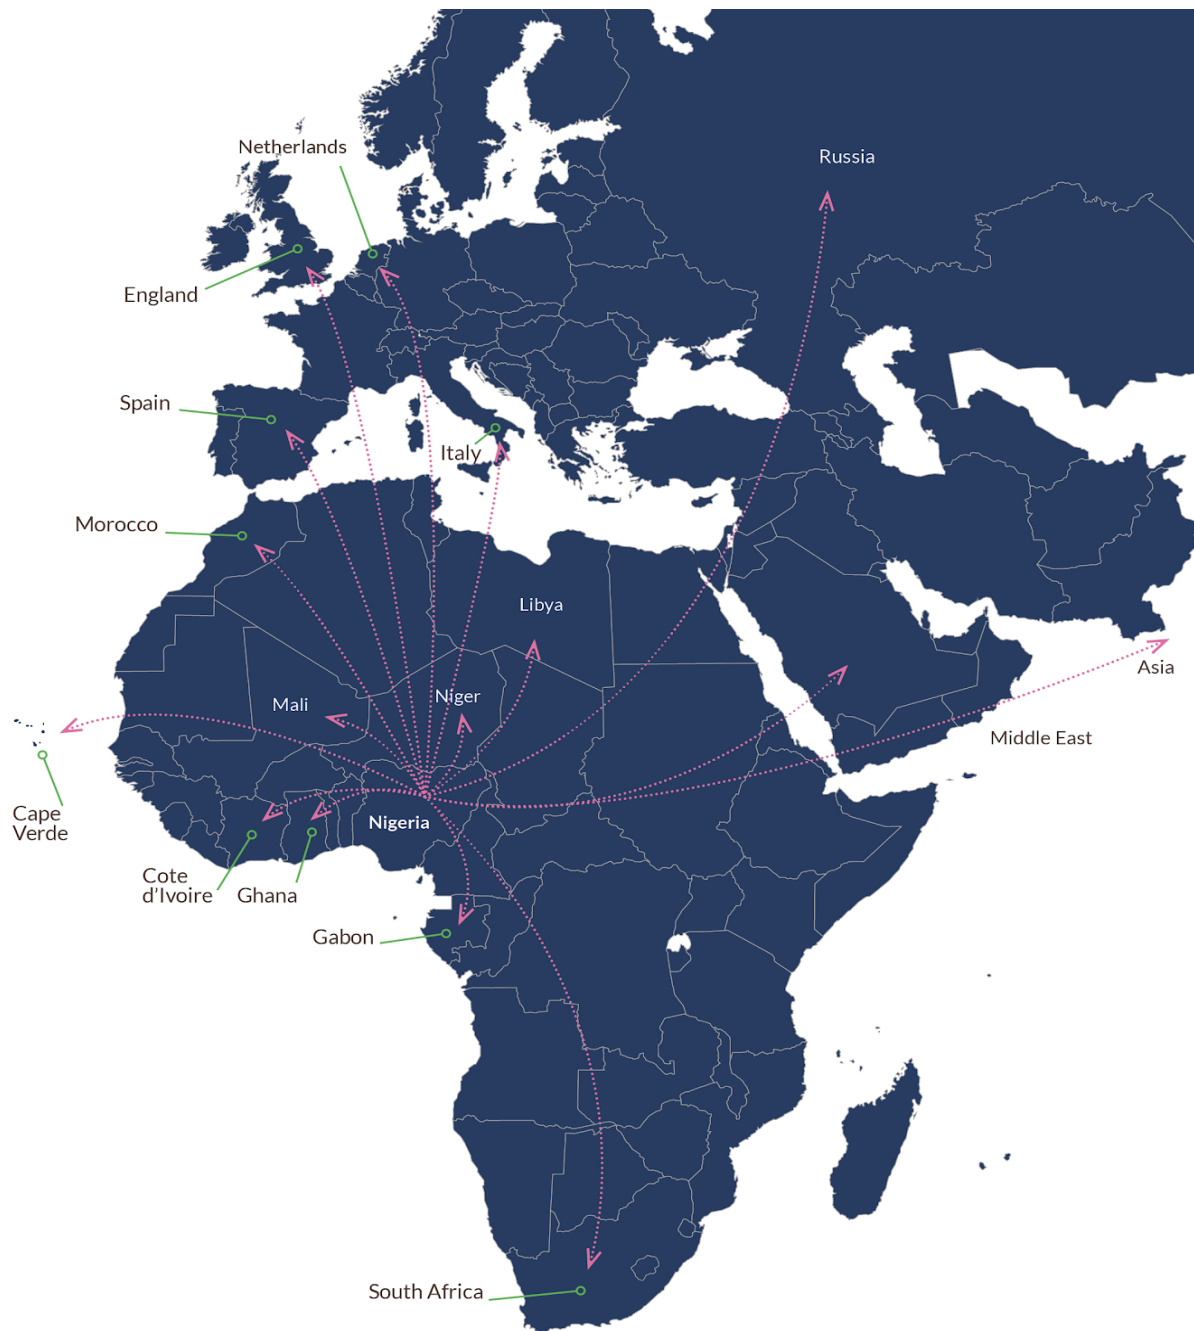 Netherlands
Russia
England
Spain
Italy
Morocco
Libya
Asia
Mali
Niger
Middle East
Cape
Verde
Nigeria
Cote
d'Ivoire
Ghana
Gabon
South Africa